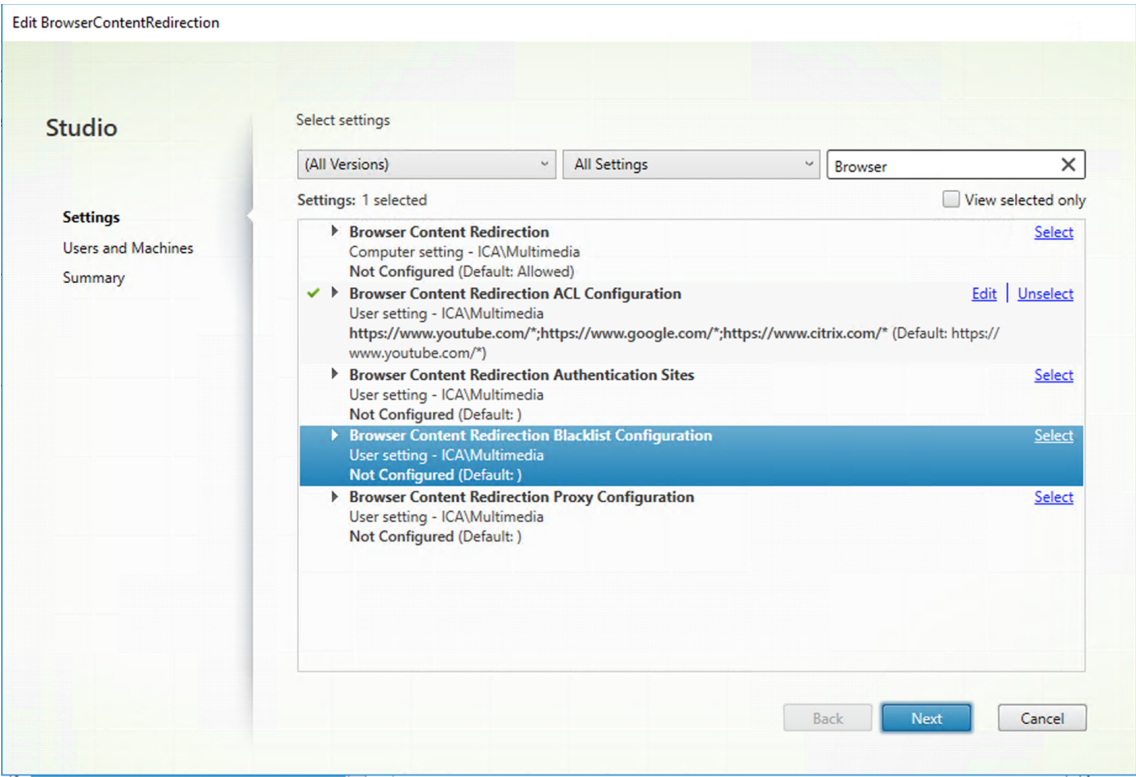 Edit BrowserContentRedirection
Studio
Settings
Users and Machines
Summary
Select settings
(All Versions)
All Settings
Browser
Settings: 1 selected
View selected only
Browser Content Redirection
Select
Computer setting - ICA\Multimedia
Not Configured (Default: Allowed)
Browser Content Redirection ACL Configuration
Edit | Unselect
User setting - ICA\Multimedia
https://www.youtube.com/*;https://www.google.com/*;https://www.citrix.com/* (Default: https://
www.youtube.com/*)
Browser Content Redirection Authentication Sites
Select
User setting - ICA\Multimedia
Not Configured (Default: )
Browser Content Redirection Blacklist Configuration
Select
User setting - ICA\Multimedia
Not Configured (Default: )
Browser Content Redirection Proxy Configuration
Select
User setting - ICA\Multimedia
Not Configured (Default: )
Back
Next
Cancel